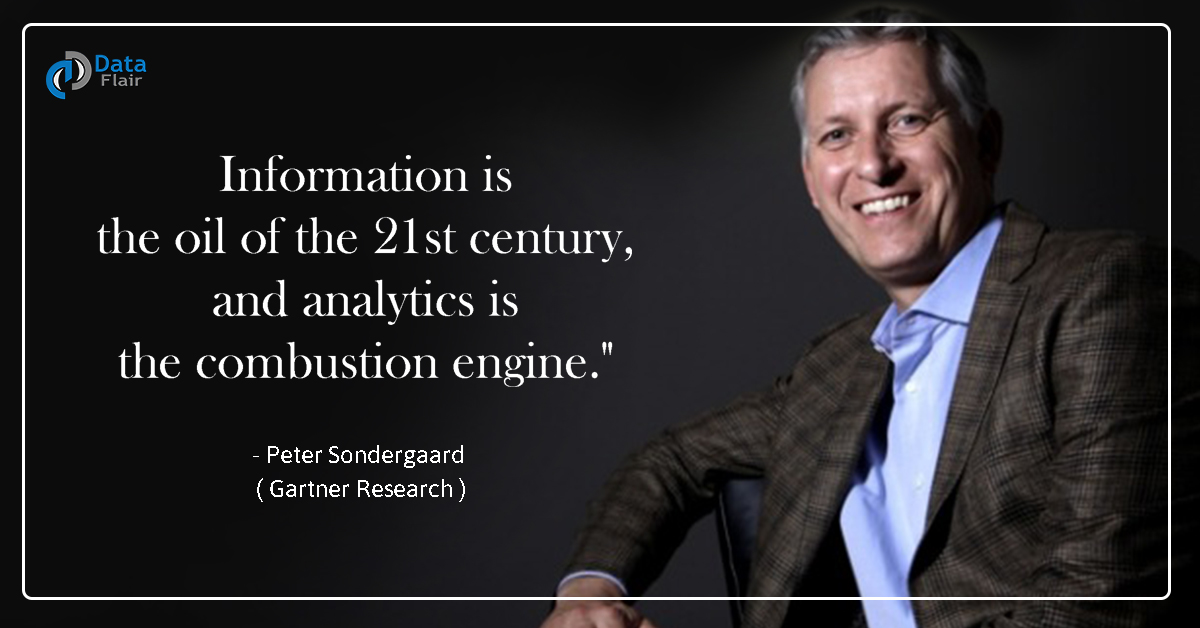 Data
Flair
Information is
the oil of the 21st century,
and analytics is
the combustion engine."
- Peter Sondergaard
( Gartner Research )